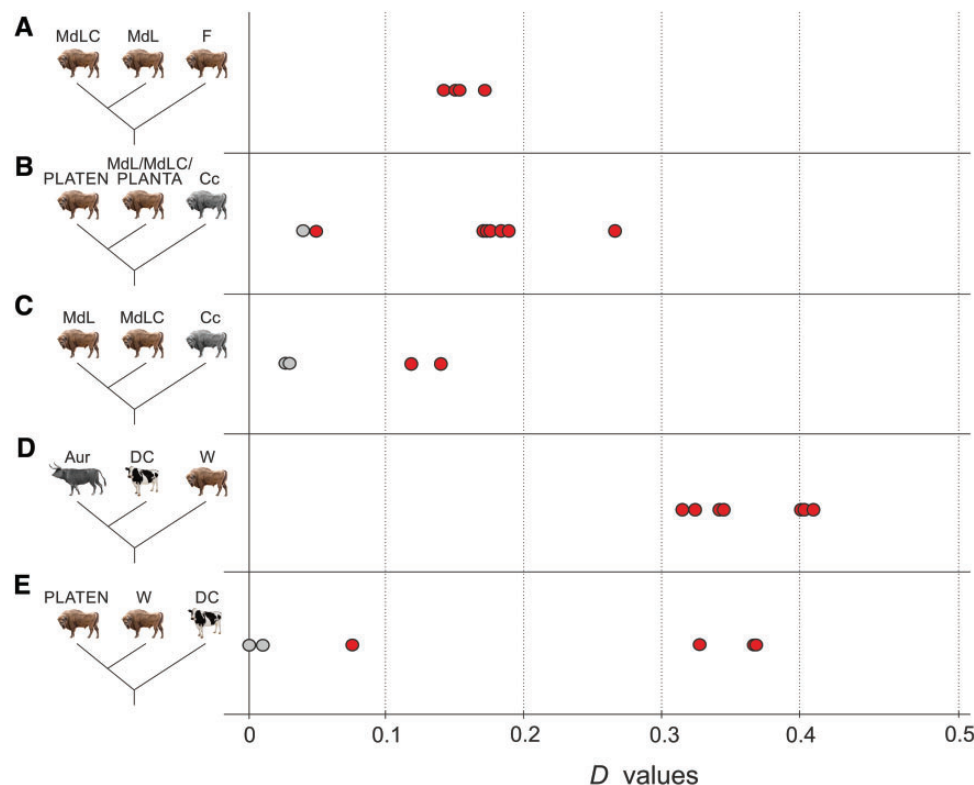 A
MdLC MdL F
B
MdL/MdLC/
PLATEN PLANTA Cc
C
MdL MdLC Cc
D
Aur DC W
E
PLATEN W DC
0 0.1 0.2 0.3 0.4 0.5
D values